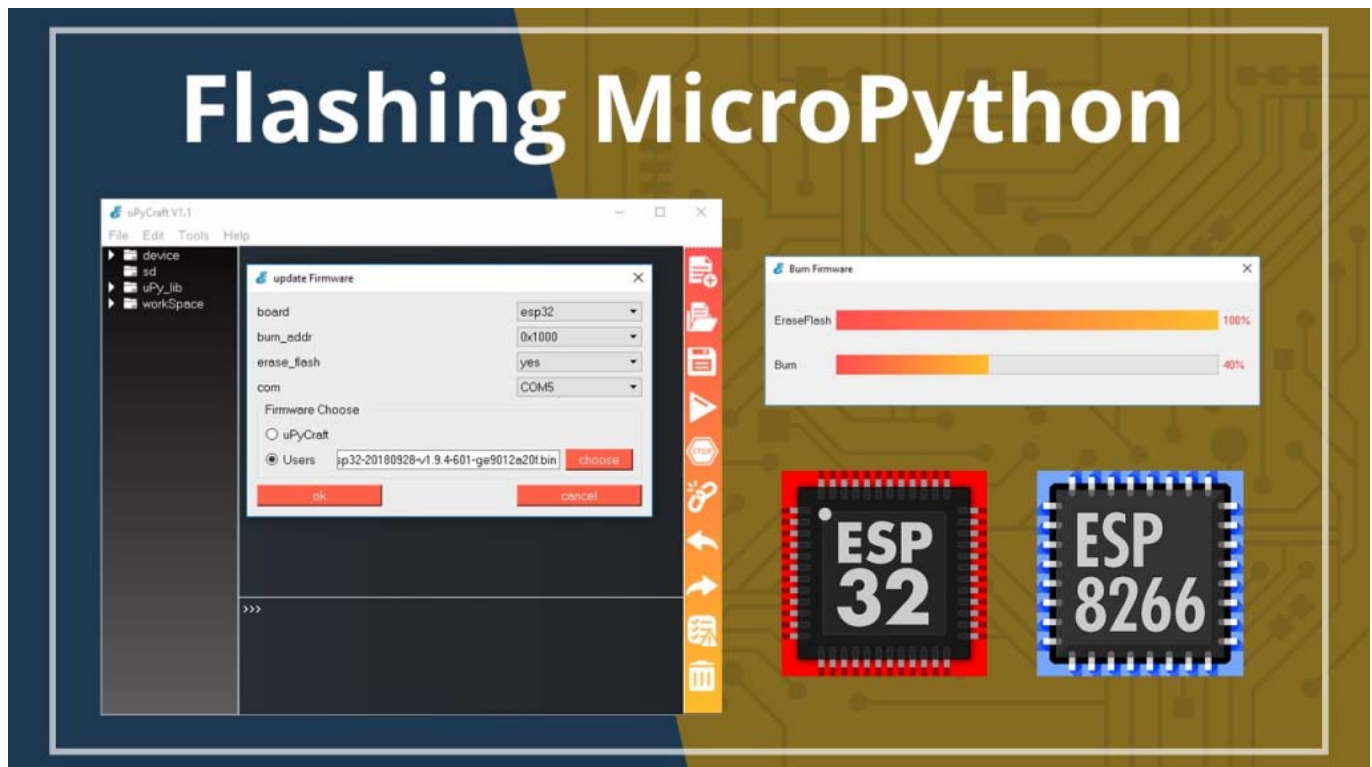 Flashing MicroPython
uPyCraft V1.1
File Edit Tools Help
device
sd
uPy_lib
workSpace
update Firmware
board esp32
burn_addr 0x1000
erase_flash yes
com COM5
Firmware Choose
uPyCraft
Users sp32-20180928-v1.9.4-601-ge9012a20f.bin choose
ok cancel
>>>
STOP
Burn Firmware
EraseFlash 100%
Burn 40%
ESP
32
ESP
8266